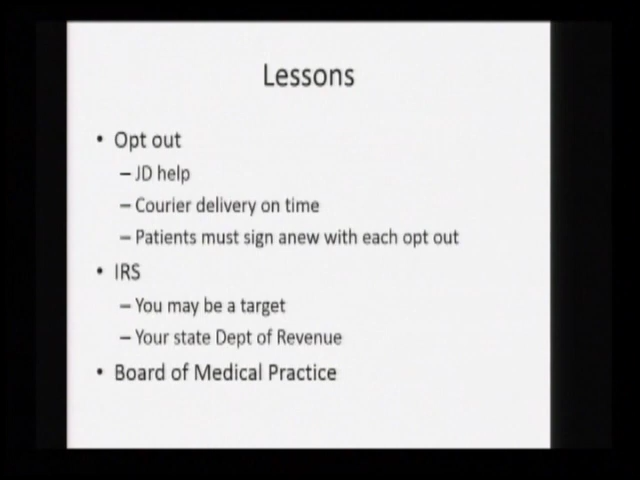 Lessons
• Opt out
– JD help
– Courier delivery on time
– Patients must sign anew with each opt out
• IRS
– You may be a target
– Your state Dept of Revenue
• Board of Medical Practice